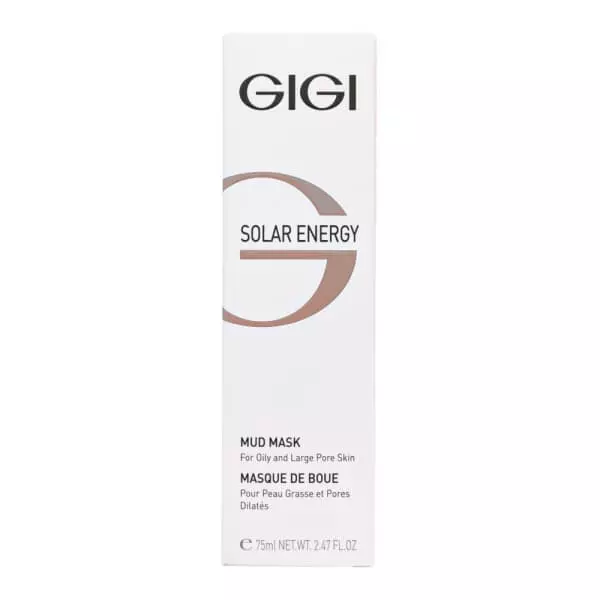 GIGI
SOLAR ENERGY
MUD MASK
For Oily and Large Pore Skin
MASQUE DE BOUE
Pour Peau Grasse et Pores
Dilatés
℮ 75ml NET.WT. 2.47 FL.OZ